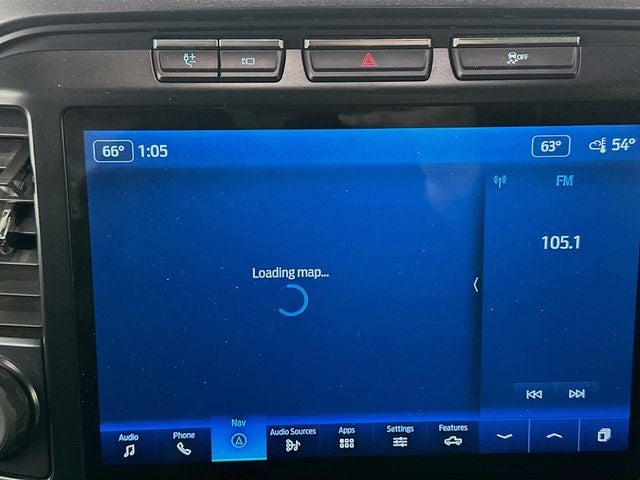 OFF
66° 1:05 63° 54°
FM
105.1
Loading map...
Audio Phone Nav Audio Sources Apps Settings Features